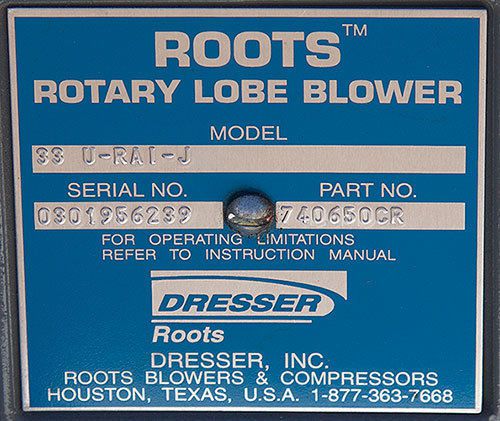 ROOTS™
ROTARY LOBE BLOWER
MODEL
33 U-RAI-J
SERIAL NO. PART NO.
0301956239 740650CR
FOR OPERATING LIMITATIONS
REFER TO INSTRUCTION MANUAL
DRESSER
Roots
DRESSER, INC.
ROOTS BLOWERS & COMPRESSORS
HOUSTON, TEXAS, U.S.A. 1-877-363-7668